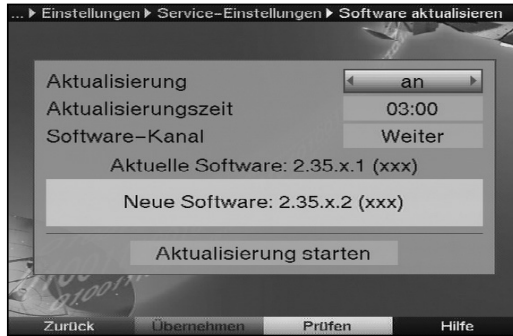 ... ▶ Einstellungen ▶ Service-Einstellungen ▶ Software aktualisieren
Aktualisierung an
Aktualisierungszeit 03:00
Software-Kanal Weiter
Aktuelle Software: 2.35.x.1 (xxx)
Neue Software: 2.35.x.2 (xxx)
Aktualisierung starten
Zurück Übernehmen Prüfen Hilfe